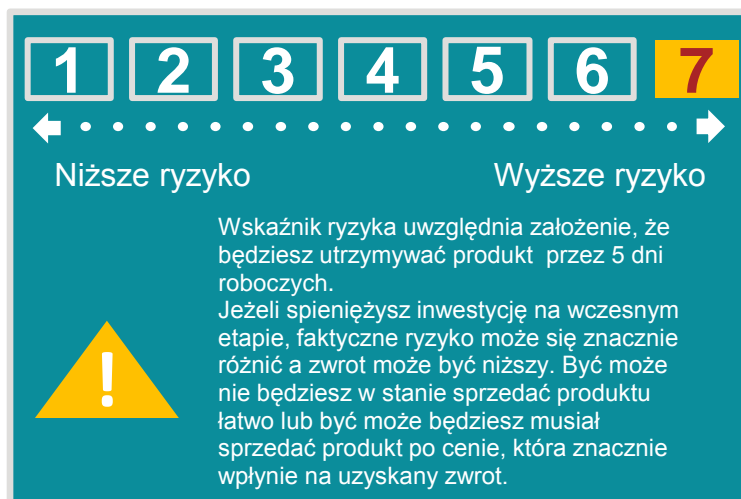 1 2 3 4 5 6 7
Niższe ryzyko Wyższe ryzyko
Wskaźnik ryzyka uwzględnia założenie, że
będziesz utrzymywać produkt przez 5 dni
roboczych.
Jeżeli spieniężysz inwestycję na wczesnym
etapie, faktyczne ryzyko może się znacznie
różnić a zwrot może być niższy. Być może
nie będziesz w stanie sprzedać produktu
łatwo lub być może będziesz musiał
sprzedać produkt po cenie, która znacznie
wpłynie na uzyskany zwrot.
!